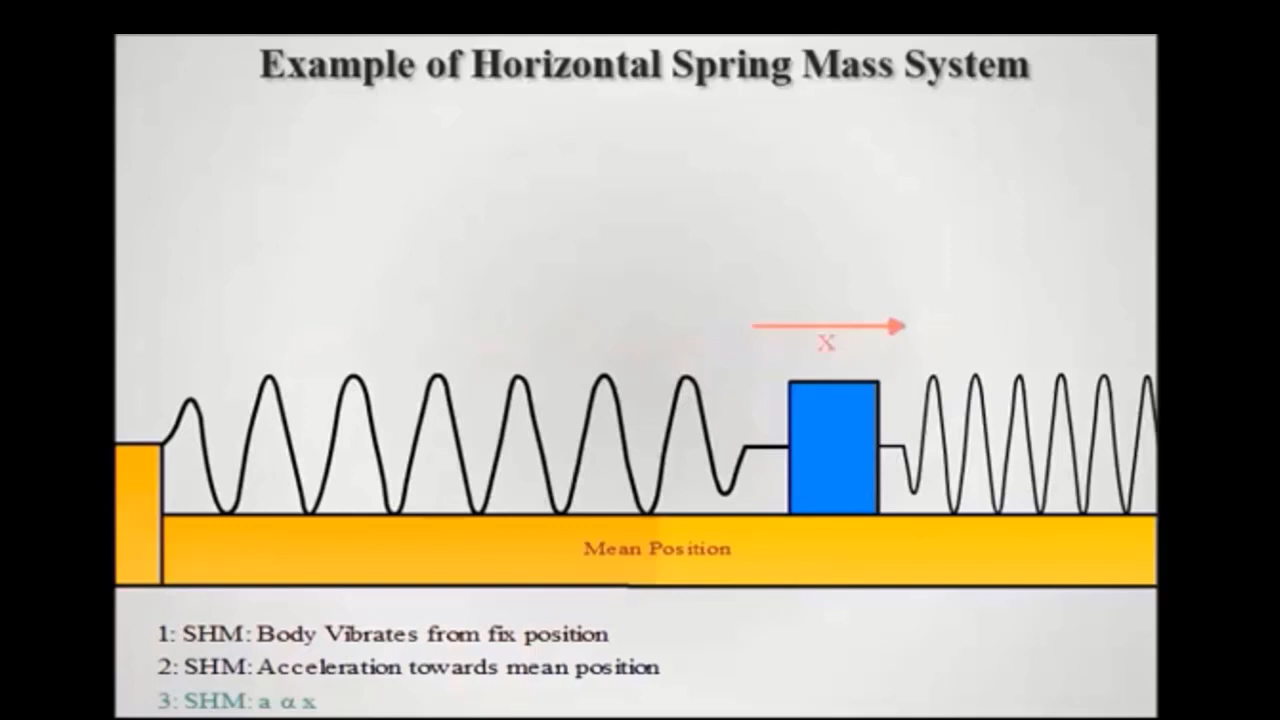 Example of Horizontal Spring Mass System
X
Mean Position
1: SHM: Body Vibrates from fix position
2: SHM: Acceleration towards mean position
3: SHM: a α x